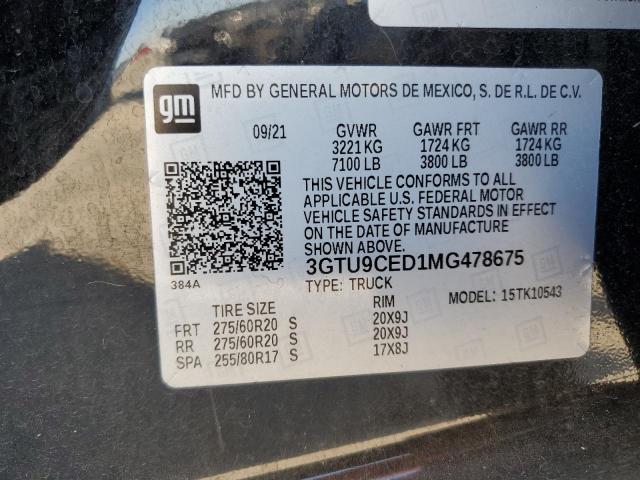 gm
MFD BY GENERAL MOTORS DE MEXICO, S. DE R.L. DE C.V.
09/21 GVWR GAWR FRT GAWR RR
3221 KG 1724 KG 1724 KG
7100 LB 3800 LB 3800 LB
THIS VEHICLE CONFORMS TO ALL
APPLICABLE U.S. FEDERAL MOTOR
VEHICLE SAFETY STANDARDS IN EFFECT
ON THE DATE OF MANUFACTURE
SHOWN ABOVE.
384A
3GTU9CED1MG478675
TYPE: TRUCK MODEL: 15TK10543
TIRE SIZE RIM
FRT 275/60R20 S 20X9J
RR 275/60R20 S 20X9J
SPA 255/80R17 S 17X8J